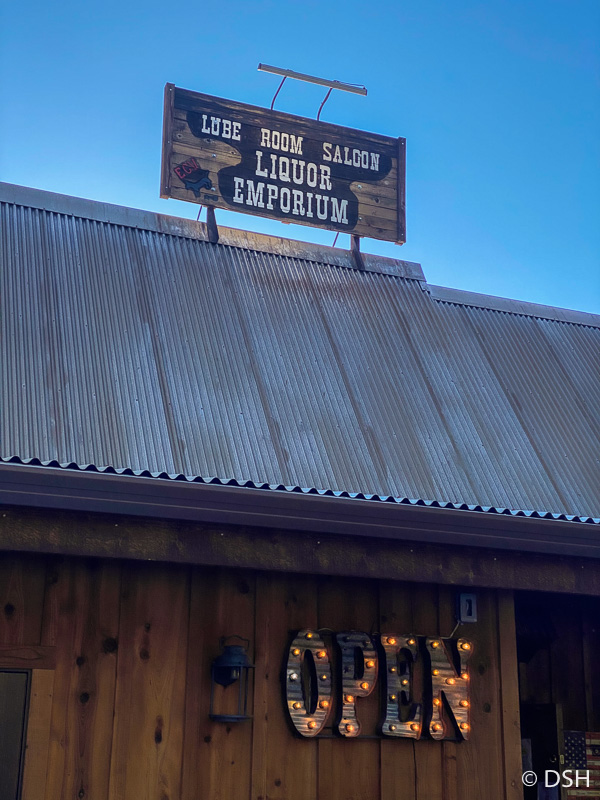 LUBE ROOM SALOON
LIQUOR
EMPORIUM
OPEN
© DSH